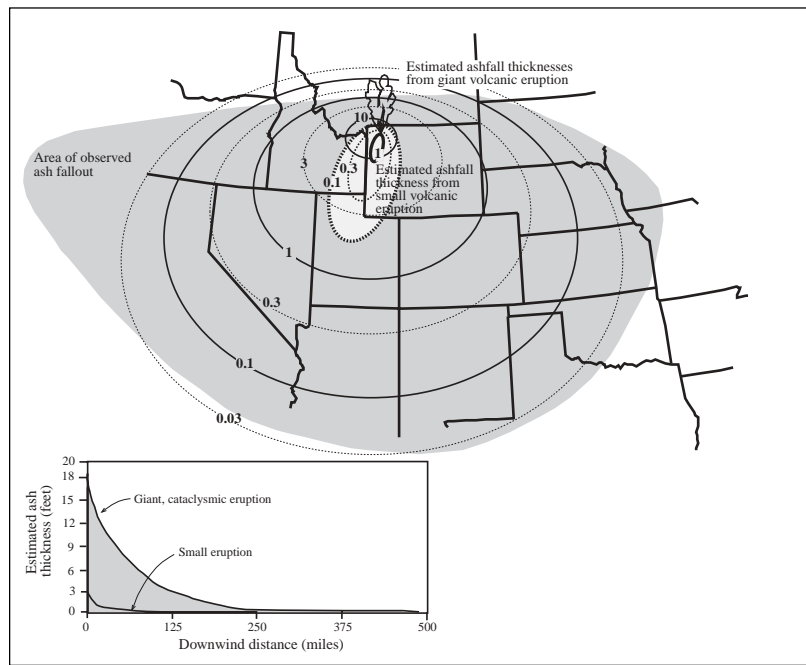 Estimated ashfall thicknesses
from giant volcanic eruption
10
Area of observed
ash fallout
3
0.3
0.1
1
Estimated ashfall
thickness from
small volcanic
eruption
1
0.3
0.1
0.03
Estimated ash
thickness (feet)
20
18
15
12
9
6
3
0
Giant, cataclysmic eruption
Small eruption
0
125
250
375
500
Downwind distance (miles)